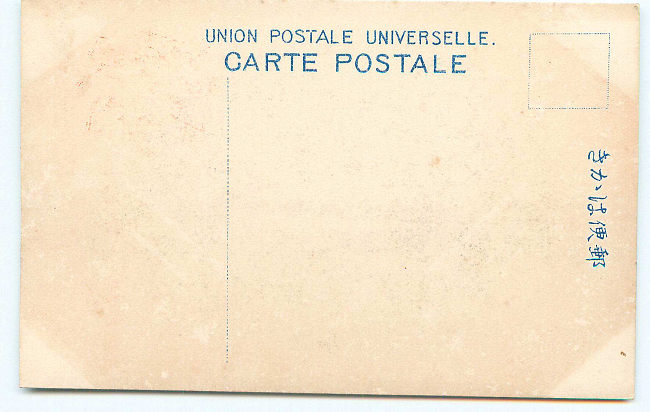 UNION POSTALE UNIVERSELLE.
CARTE POSTALE
きかは便郵